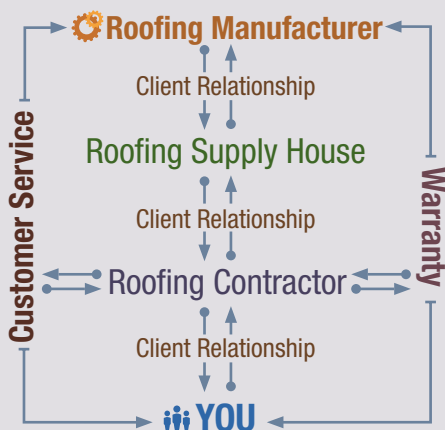 Roofing Manufacturer
Client Relationship
Roofing Supply House
Customer Service
Client Relationship
Warranty
Roofing Contractor
Client Relationship
YOU